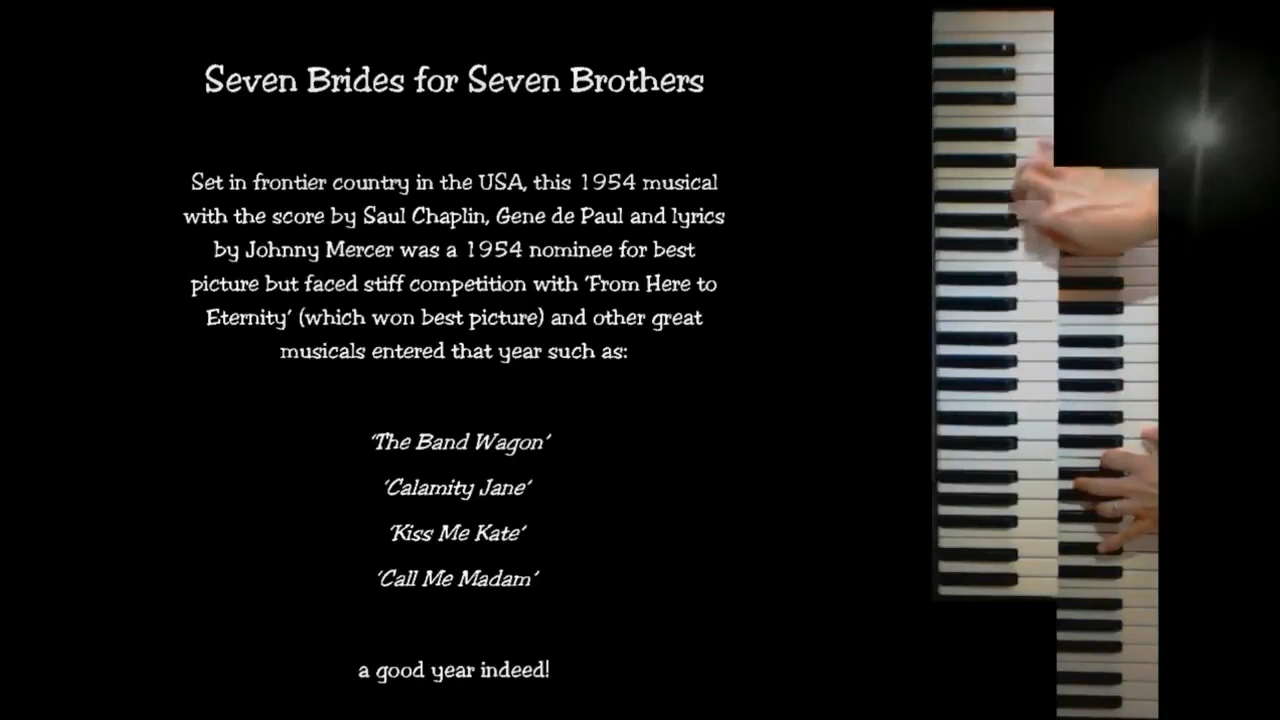 Seven Brides for Seven Brothers
Set in frontier country in the USA, this 1954 musical
with the score by Saul Chaplin, Gene de Paul and lyrics
by Johnny Mercer was a 1954 nominee for best
picture but faced stiff competition with 'From Here to
Eternity' (which won best picture) and other great
musicals entered that year such as:
'The Band Wagon'
'Calamity Jane'
'Kiss Me Kate'
'Call Me Madam'
a good year indeed!